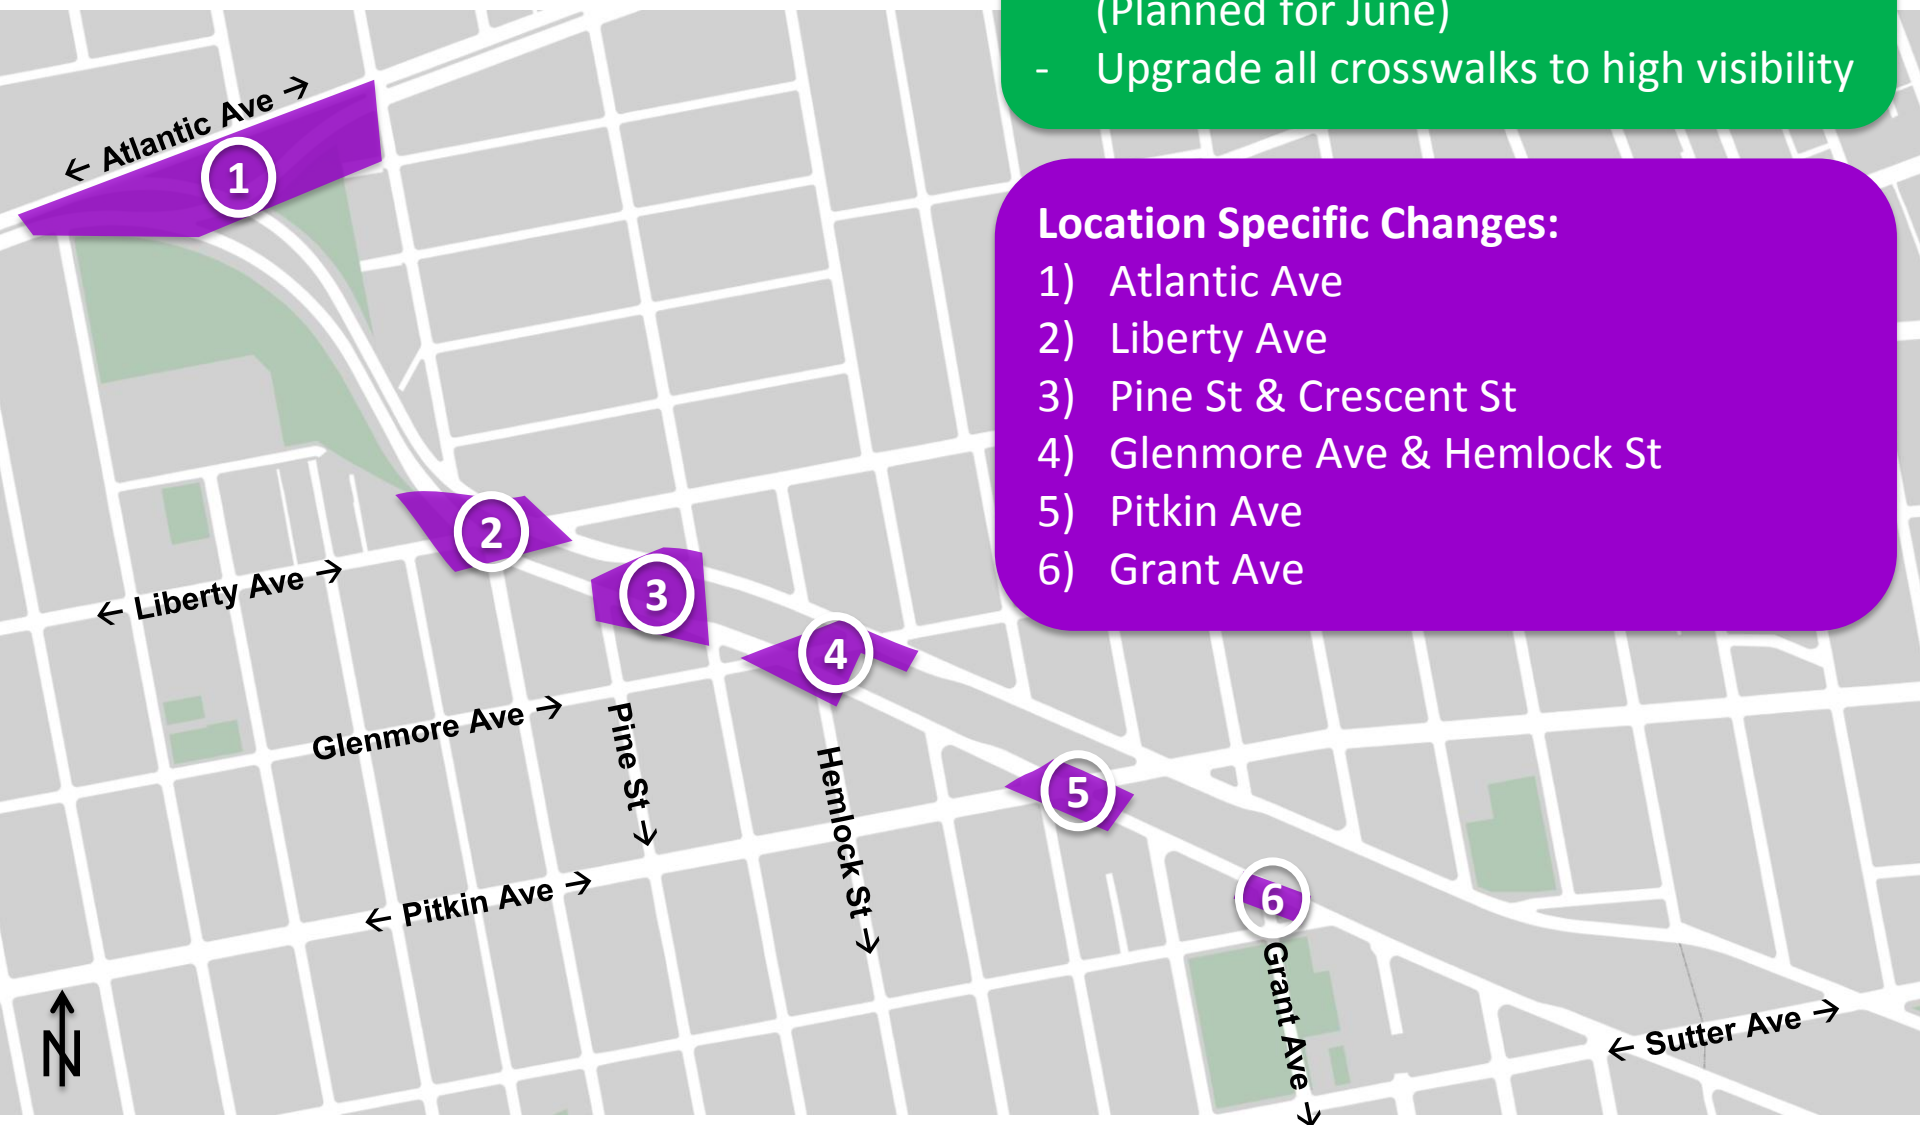 (Planned for June)
- Upgrade all crosswalks to high visibility
← Atlantic Ave →
1
Location Specific Changes:
1) Atlantic Ave
2) Liberty Ave
3) Pine St & Crescent St
4) Glenmore Ave & Hemlock St
5) Pitkin Ave
6) Grant Ave
2
← Liberty Ave →
3
4
Glenmore Ave →
Pine St →
Hemlock St →
5
← Pitkin Ave →
6
Grant Ave →
← Sutter Ave →
N